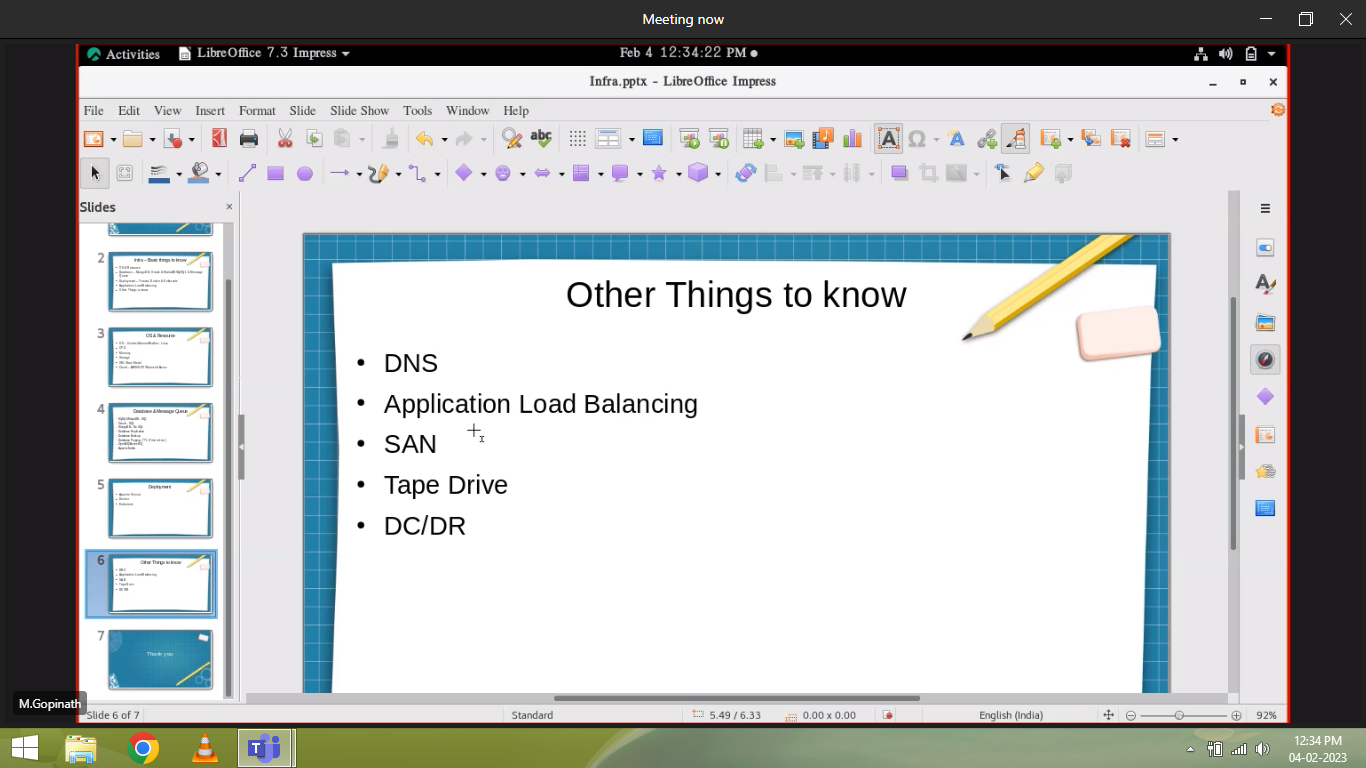 Meeting now
Activities LibreOffice 7.3 Impress Feb 4 12:34:22 PM
Infra.pptx - LibreOffice Impress
File Edit View Insert Format Slide Slide Show Tools Window Help
abc
Slides
2
Infra – Basic things to know
3
OS & Resource
4
Database & Message Queue
5
Deployment
6
Other Things to know
DNS
Application Load Balancing
SAN
Tape Drive
DC/DR
7
Thank you
Other Things to know
• DNS
• Application Load Balancing
• SAN
• Tape Drive
• DC/DR
M.Gopinath
Slide 6 of 7 Standard 5.49 / 6.33 0.00 x 0.00 English (India) 92%
12:34 PM
04-02-2023